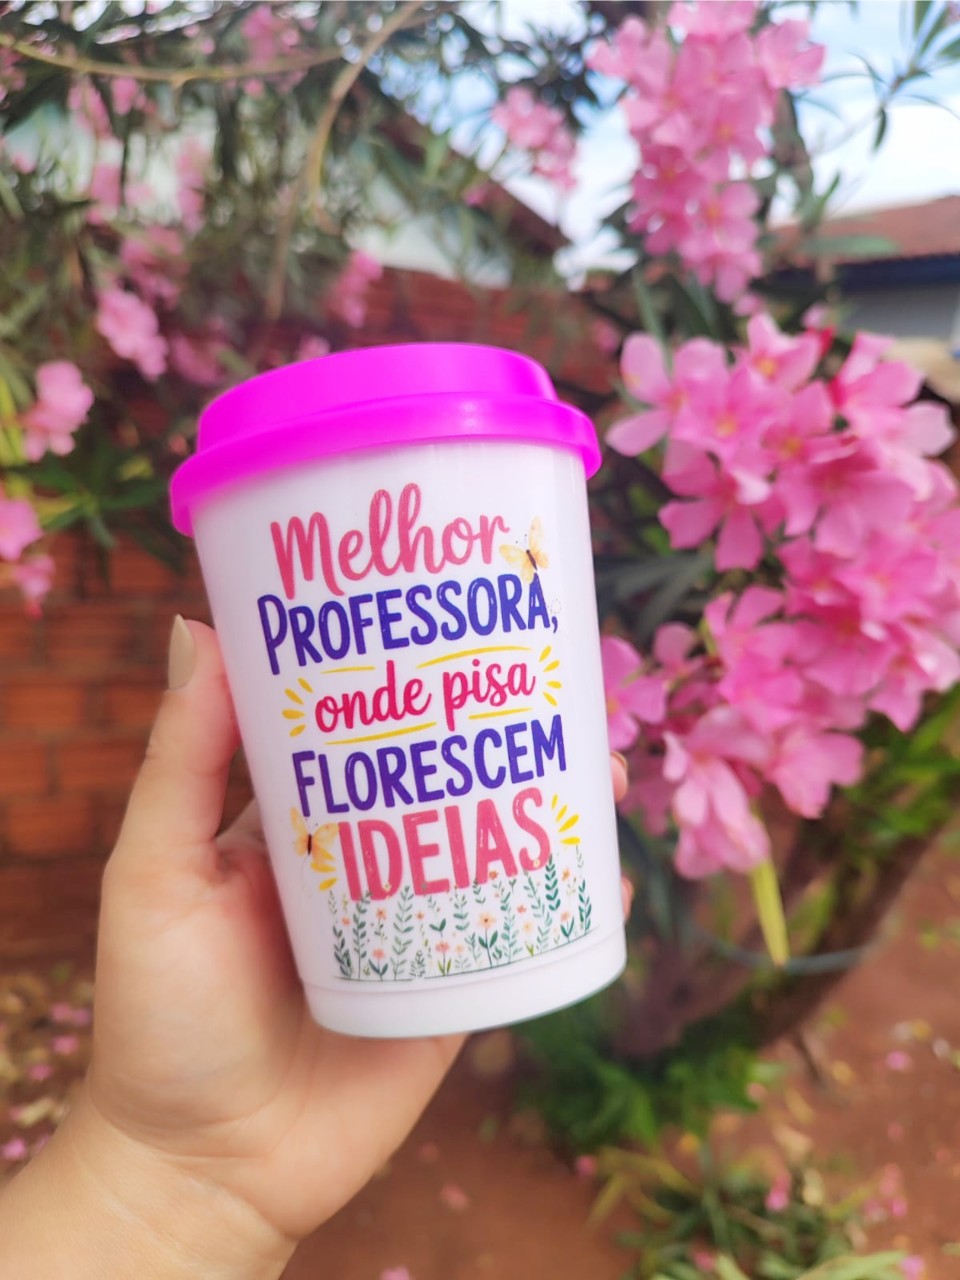 Melhor
PROFESSORA,
onde pisa
FLORESCEM
IDEIAS